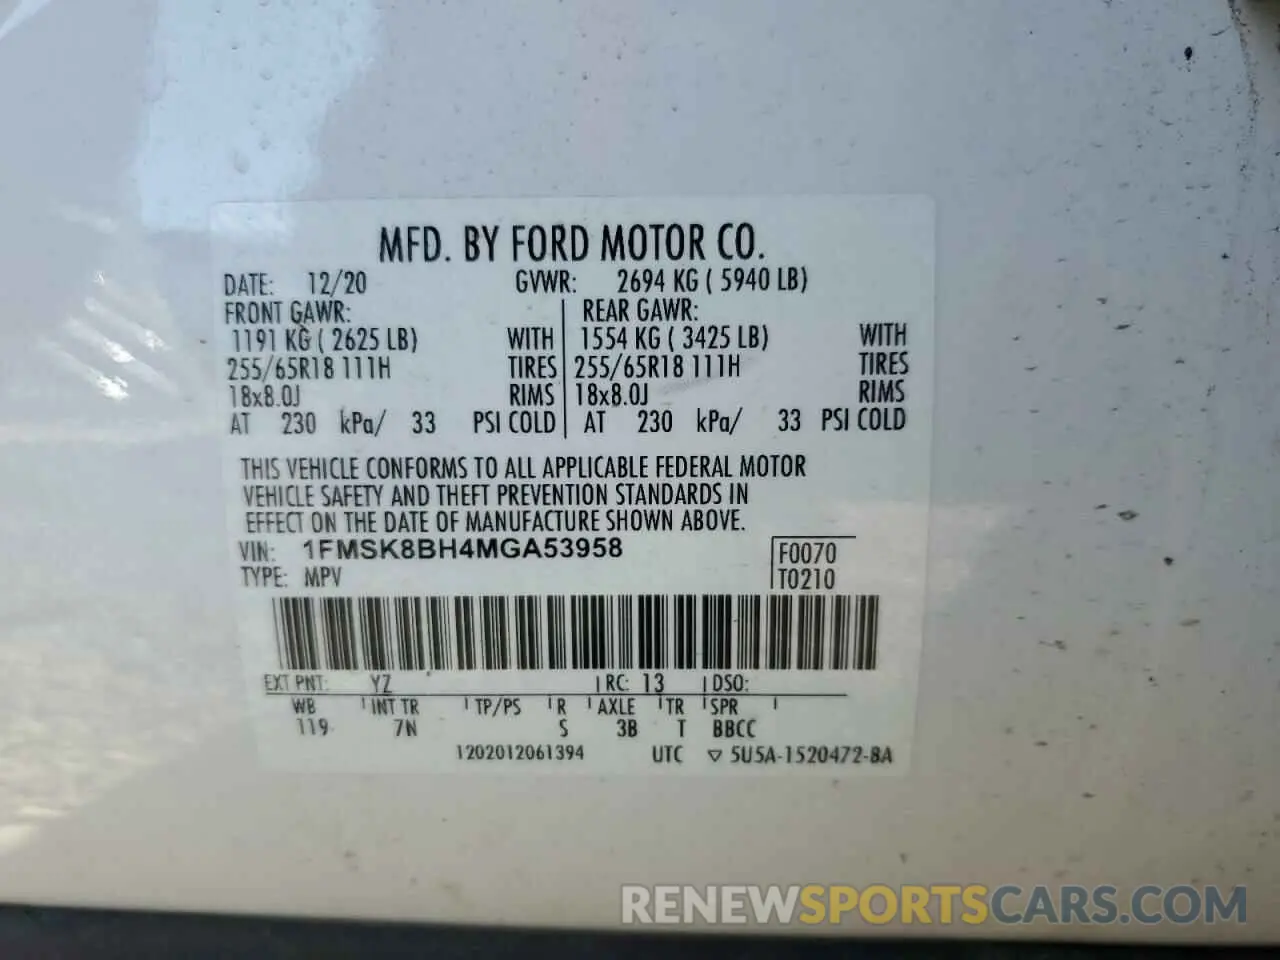 MFD. BY FORD MOTOR CO.
DATE: 12/20 GVWR: 2694 KG ( 5940 LB)
FRONT GAWR: REAR GAWR:
1191 KG ( 2625 LB) WITH 1554 KG ( 3425 LB) WITH
255/65R18 111H TIRES 255/65R18 111H TIRES
18x8.0J RIMS 18x8.0J RIMS
AT 230 kPa/ 33 PSI COLD AT 230 kPa/ 33 PSI COLD
THIS VEHICLE CONFORMS TO ALL APPLICABLE FEDERAL MOTOR
VEHICLE SAFETY AND THEFT PREVENTION STANDARDS IN
EFFECT ON THE DATE OF MANUFACTURE SHOWN ABOVE.
VIN: 1FMSK8BH4MGA53958 F0070
TYPE: MPV T0210
EXT PNT: YZ RC: 13 DSO:
WB INT TR TP/PS R AXLE TR SPR
119 7N S 3B T BBCC
1202012061394 UTC ▽ 5U5A-1520472-BA
RENEWSPORTSCARS.COM